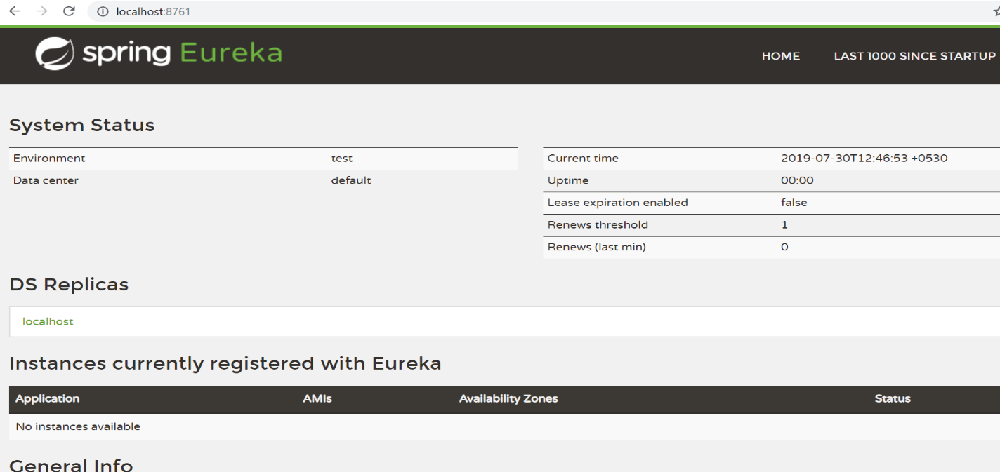 localhost:8761
spring Eureka
HOME LAST 1000 SINCE STARTUP
System Status
Environment test
Data center default
Current time 2019-07-30T12:46:53 +0530
Uptime 00:00
Lease expiration enabled false
Renews threshold 1
Renews (last min) 0
DS Replicas
localhost
Instances currently registered with Eureka
Application AMIs Availability Zones Status
No instances available
General Info